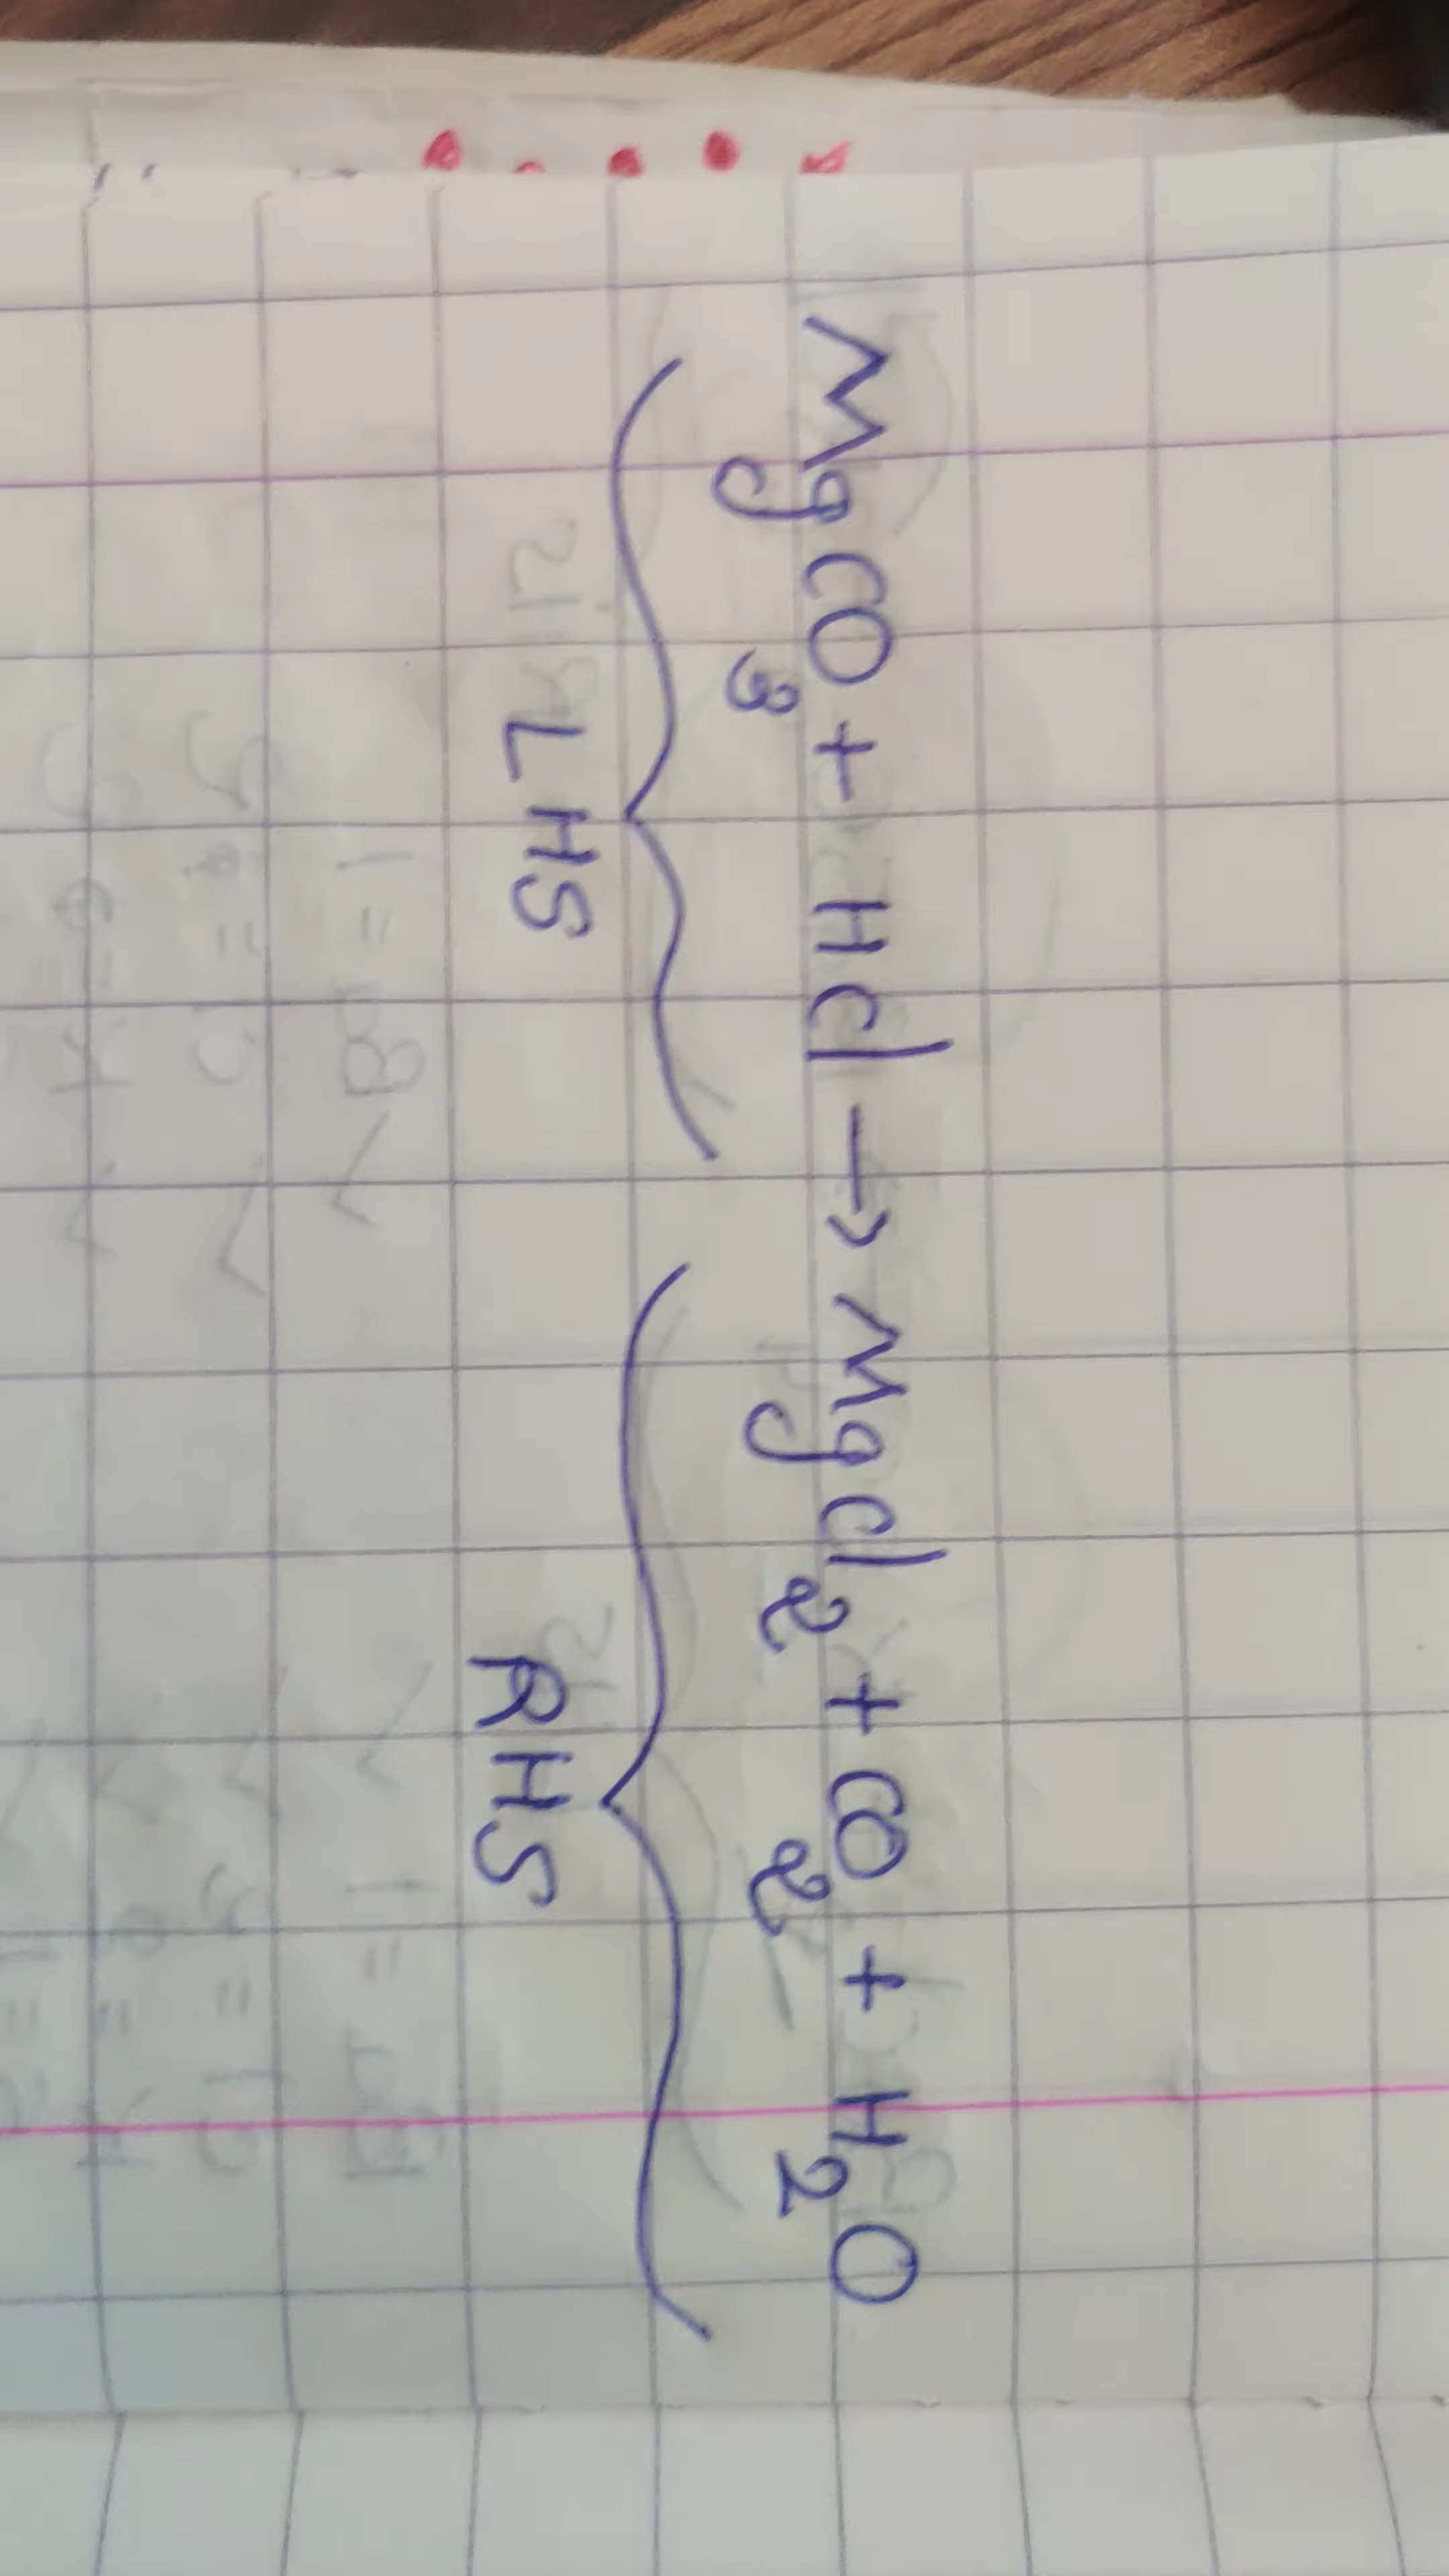 MgCO₃ + HCl → MgCl₂ + CO₂ + H₂O
LHS RHS